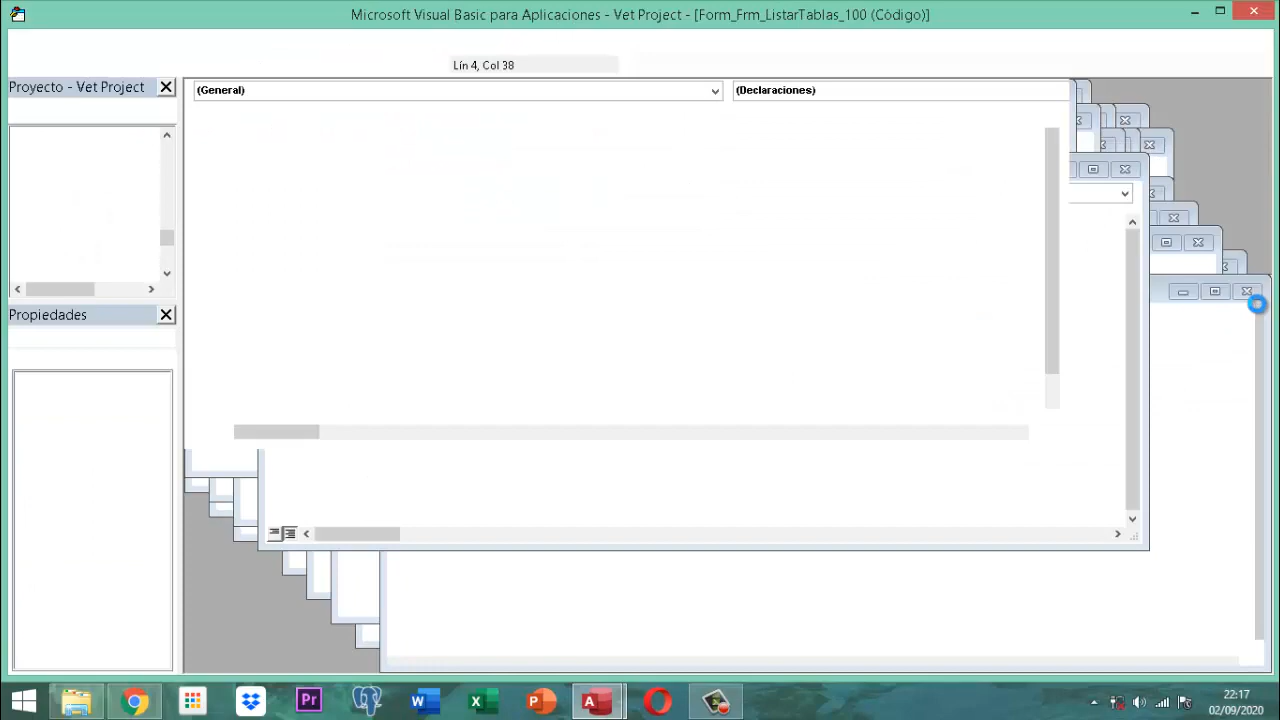 Microsoft Visual Basic para Aplicaciones - Vet Project - [Form_Frm_ListarTablas_100 (Código)]
Lín 4, Col 38
Proyecto - Vet Project
(General)
(Declaraciones)
Propiedades
22:17
02/09/2020